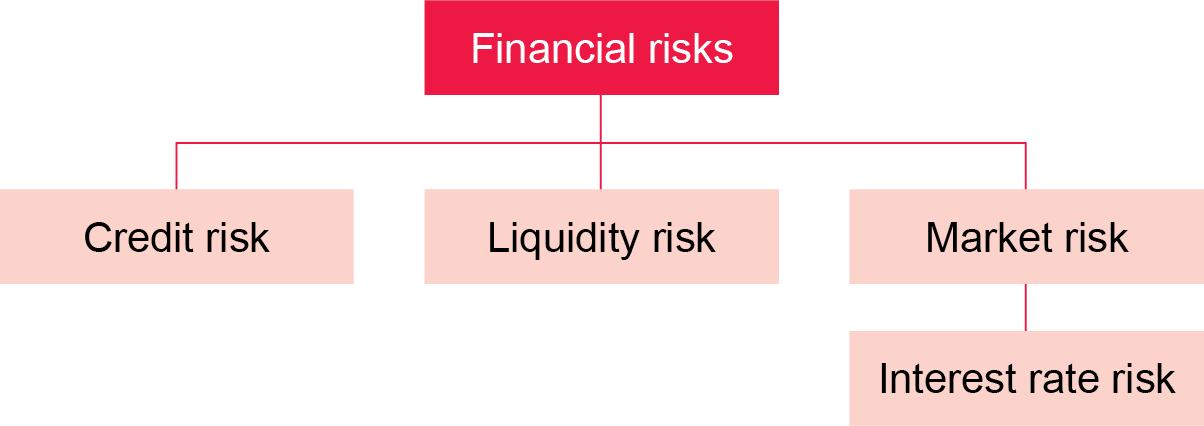 Financial risks
Credit risk
Liquidity risk
Market risk
Interest rate risk